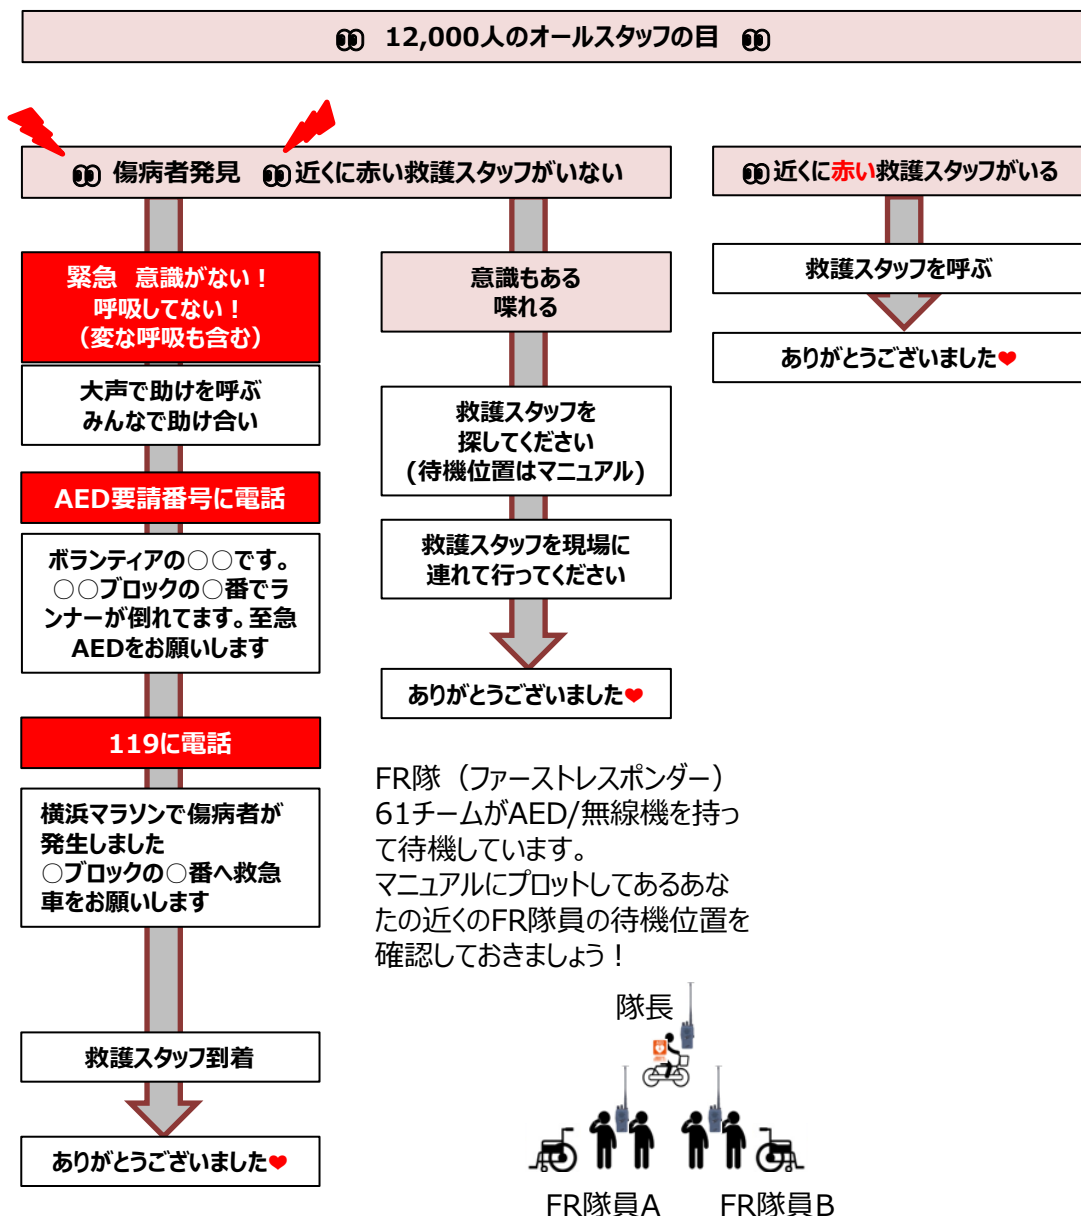 12,000人のオールスタッフの目
傷病者発見 近くに赤い救護スタッフがいない
近くに赤い救護スタッフがいる
緊急 意識がない！
呼吸してない！
（変な呼吸も含む）
大声で助けを呼ぶ
みんなで助け合い
AED要請番号に電話
ボランティアの○○です。
○○ブロックの○番でラ
ンナーが倒れてます。至急
AEDをお願いします
119に電話
横浜マラソンで傷病者が
発生しました
○ブロックの○番へ救急
車をお願いします
救護スタッフ到着
ありがとうございました❤
意識もある
喋れる
救護スタッフを
探してください
(待機位置はマニュアル)
救護スタッフを現場に
連れて行ってください
ありがとうございました❤
救護スタッフを呼ぶ
ありがとうございました❤
FR隊（ファーストレスポンダー）
61チームがAED/無線機を持っ
て待機しています。
マニュアルにプロットしてあるあな
たの近くのFR隊員の待機位置を
確認しておきましょう！
隊長
FR隊員A FR隊員B